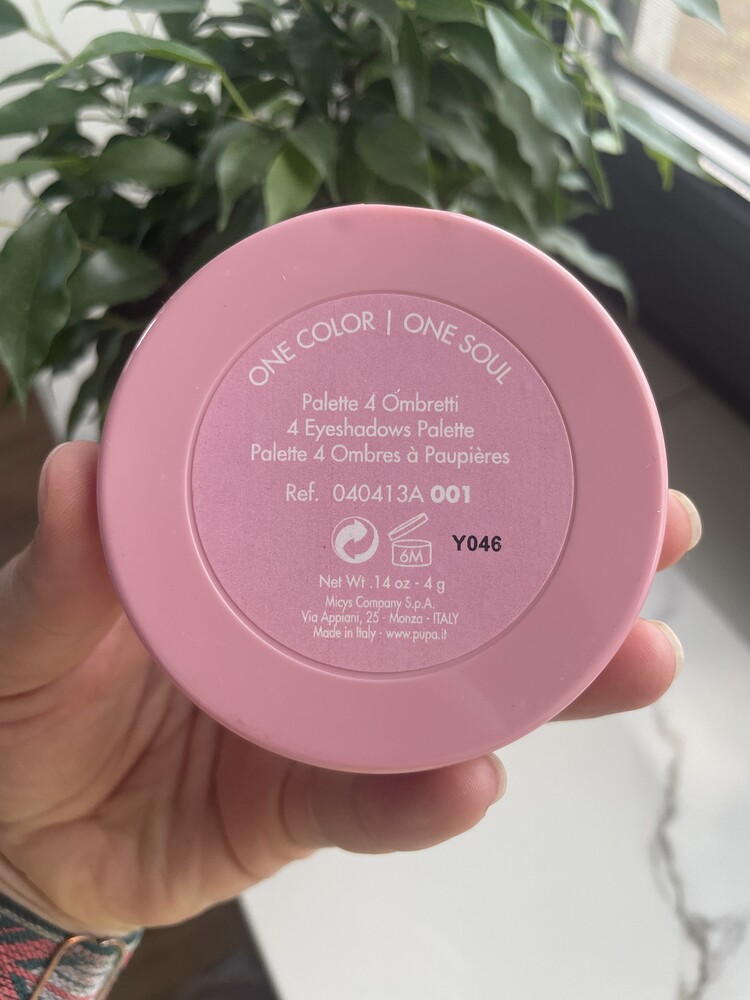 ONE COLOR | ONE SOUL
Palette 4 Ombretti
4 Eyeshadows Palette
Palette 4 Ombres à Paupières
Ref. 040413A 001
6M
Y046
Net Wt .14 oz - 4 g
Micys Company S.p.A.
Via Appiani, 25 - Monza - ITALY
Made in Italy - www.pupa.it